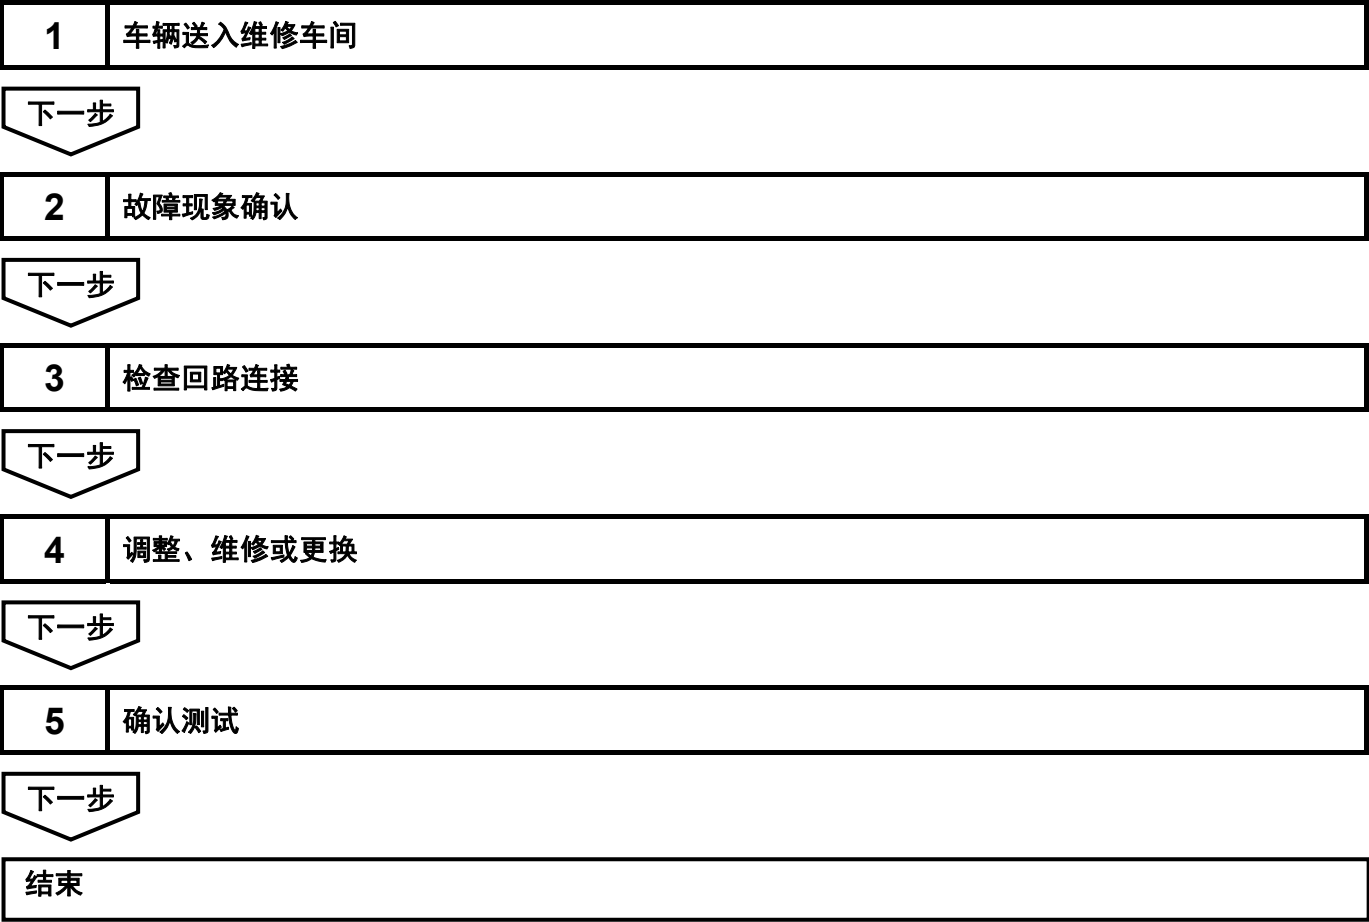 1 车辆送入维修车间
下一步
2 故障现象确认
下一步
3 检查回路连接
下一步
4 调整、维修或更换
下一步
5 确认测试
下一步
结束